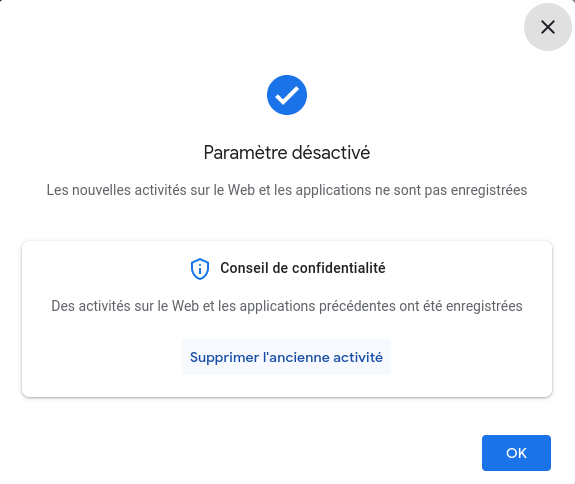 Paramètre désactivé
Les nouvelles activités sur le Web et les applications ne sont pas enregistrées
Conseil de confidentialité
Des activités sur le Web et les applications précédentes ont été enregistrées
Supprimer l'ancienne activité
OK